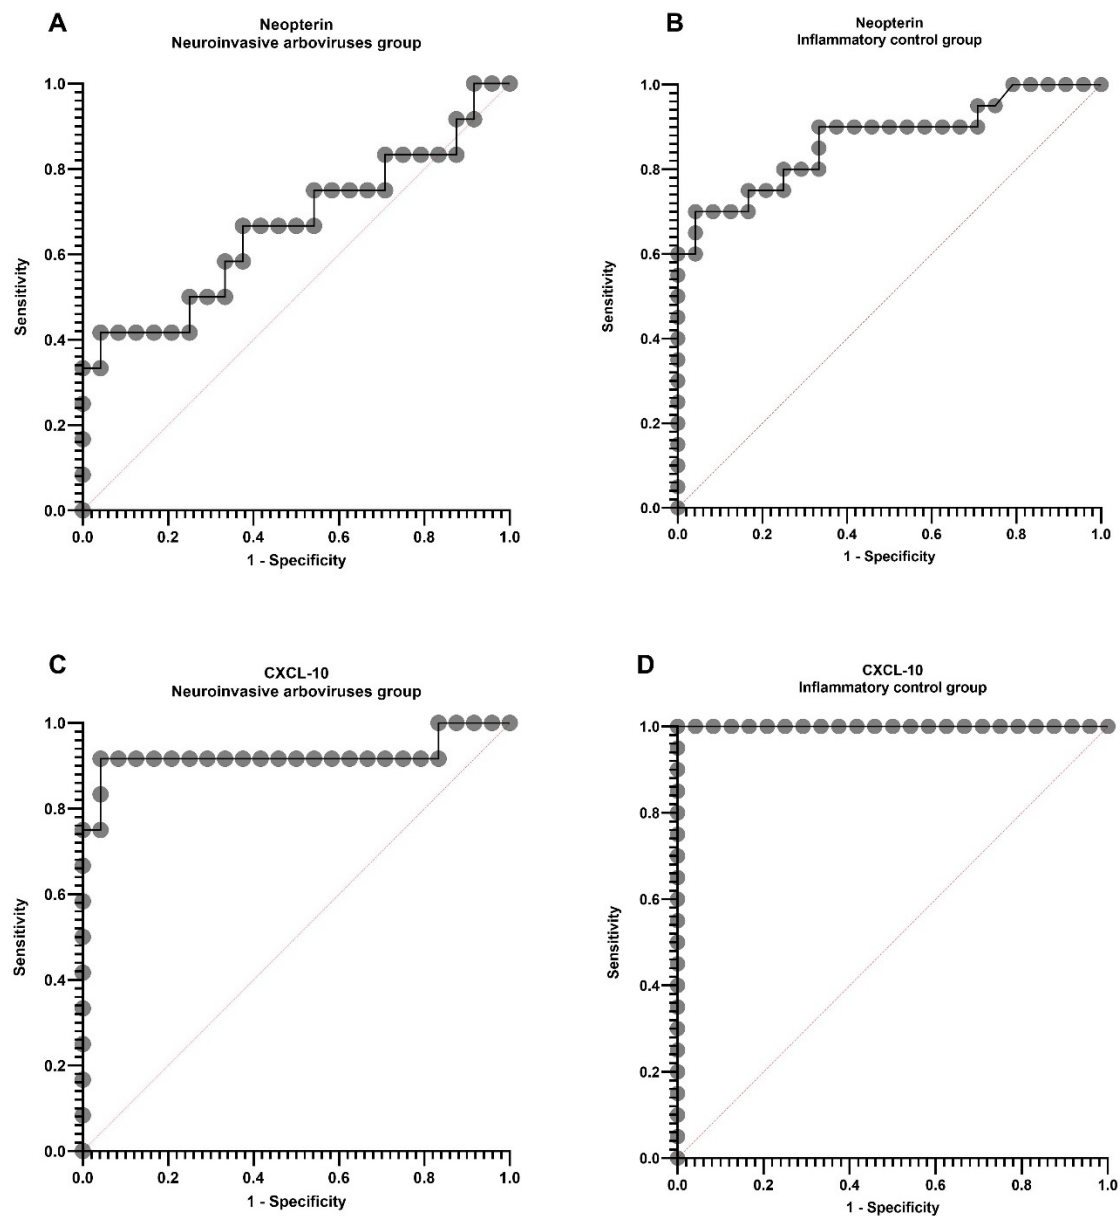 A
Neopterin
Neuroinvasive arboviruses group
1.0
0.8
0.6
0.4
0.2
0.0
Sensitivity
0.0 0.2 0.4 0.6 0.8 1.0
1 - Specificity
B
Neopterin
Inflammatory control group
1.0
0.8
0.6
0.4
0.2
0.0
Sensitivity
0.0 0.2 0.4 0.6 0.8 1.0
1 - Specificity
C
CXCL-10
Neuroinvasive arboviruses group
1.0
0.8
0.6
0.4
0.2
0.0
Sensitivity
0.0 0.2 0.4 0.6 0.8 1.0
1 - Specificity
D
CXCL-10
Inflammatory control group
1.0
0.8
0.6
0.4
0.2
0.0
Sensitivity
0.0 0.2 0.4 0.6 0.8 1.0
1 - Specificity